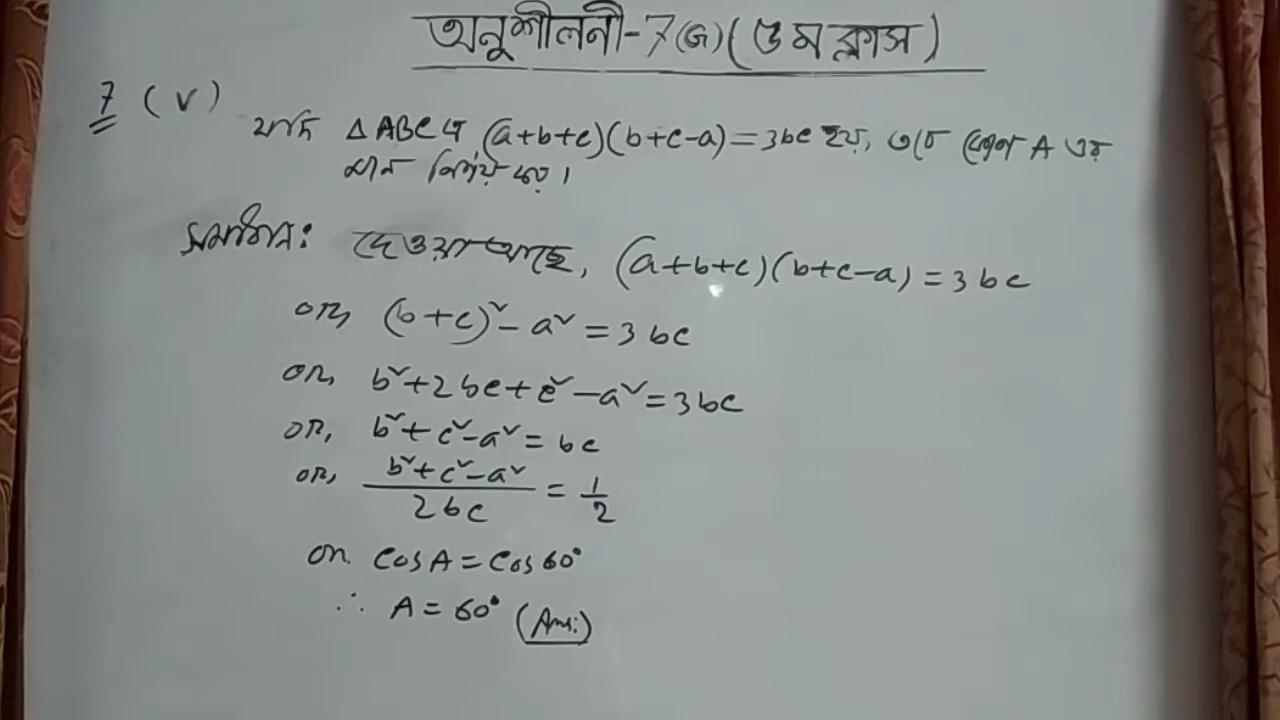 অনুশীলনী-7(জ)(৩য় ক্লাস)
7 (v)
যদি ΔABC এ (a+b+c)(b+c-a)=3bc হয়, তবে কোণ A এর
মান নির্ণয় কর।
সমাধান: দেওয়া আছে, (a+b+c)(b+c-a)=3bc
or, (b+c)²-a²=3bc
or, b²+2bc+c²-a²=3bc
or, b²+c²-a²=bc
or, (b²+c²-a²)/2bc = 1/2
or. cosA=cos60°
∴ A=60° (Ans:)